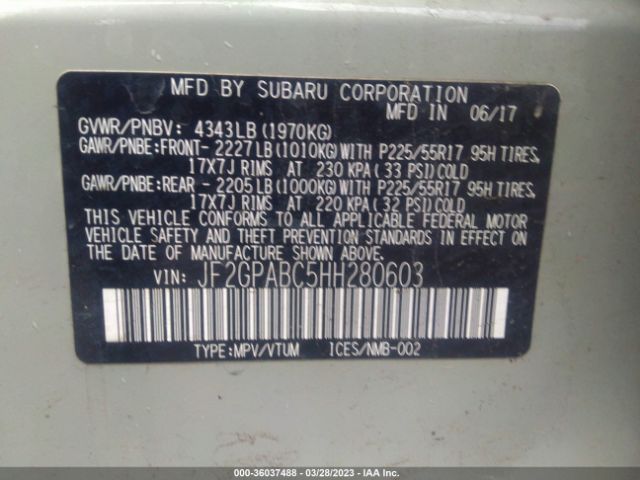 MFD BY SUBARU CORPORATION
MFD IN 06/17
GVWR/PNBV: 4343LB(1970KG)
GAWR/PNBE:FRONT-2227LB(1010KG)WITH P225/55R17 95H TIRES,
17X7J RIMS AT 230 KPA(33 PSI)COLD
GAWR/PNBE:REAR -2205LB(1000KG)WITH P225/55R17 95H TIRES,
17X7J RIMS AT 220 KPA(32 PSI)COLD
THIS VEHICLE CONFORMS TO ALL APPLICABLE FEDERAL MOTOR
VEHICLE SAFETY AND THEFT PREVENTION STANDARDS IN EFFECT ON
THE DATE OF MANUFACTURE SHOWN ABOVE.
VIN: JF2GPABC5HH280603
TYPE:MPV/VTUM ICES/NMB-002
000-36037488 - 03/28/2023 - IAA Inc.